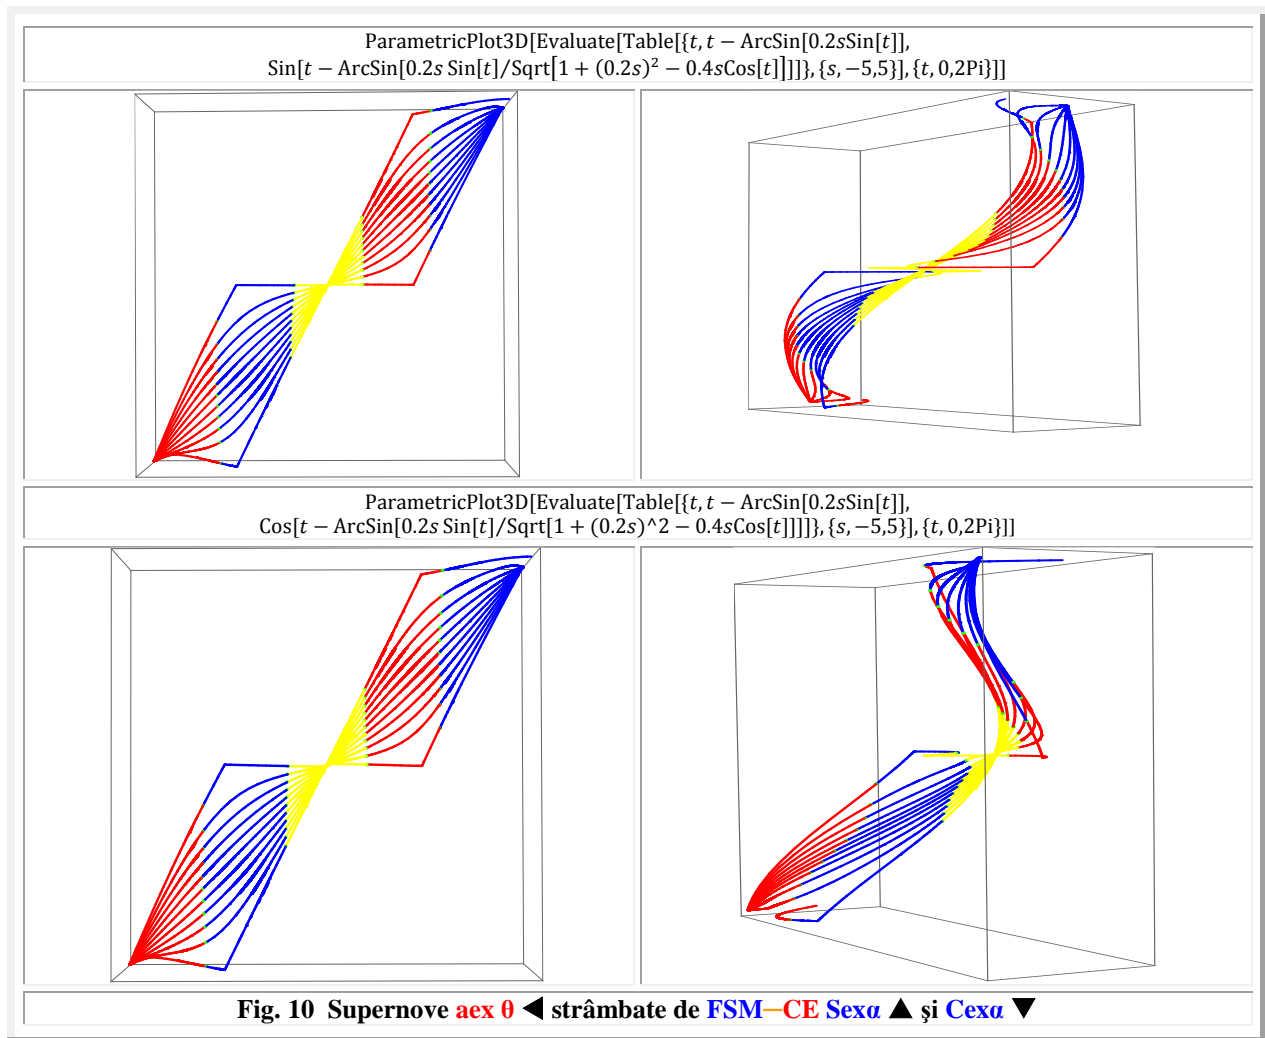 ParametricPlot3D[Evaluate[Table[{t, t − ArcSin[0.2sSin[t]],
Sin[t − ArcSin[0.2s Sin[t]/Sqrt[1 + (0.2s)² − 0.4sCos[t]]]]}, {s, −5,5}], {t, 0,2Pi}]]
ParametricPlot3D[Evaluate[Table[{t, t − ArcSin[0.2sSin[t]],
Cos[t − ArcSin[0.2s Sin[t]/Sqrt[1 + (0.2s)^2 − 0.4sCos[t]]]]}, {s, −5,5}], {t, 0,2Pi}]]
Fig. 10 Supernove aex θ ◄ strâmbate de FSM─CE Sexα ▲ şi Cexα ▼